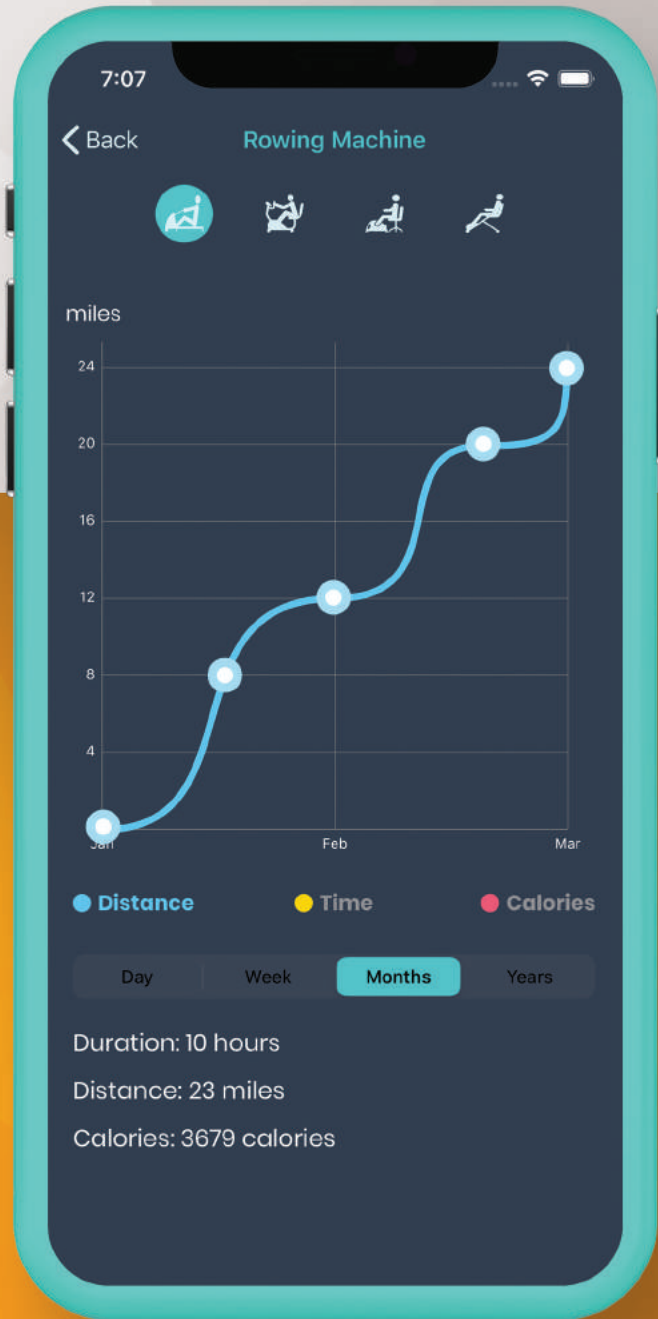 7:07
Back
Rowing Machine
miles
24
20
16
12
8
4
Jan Feb Mar
Distance Time Calories
Day Week Months Years
Duration: 10 hours
Distance: 23 miles
Calories: 3679 calories